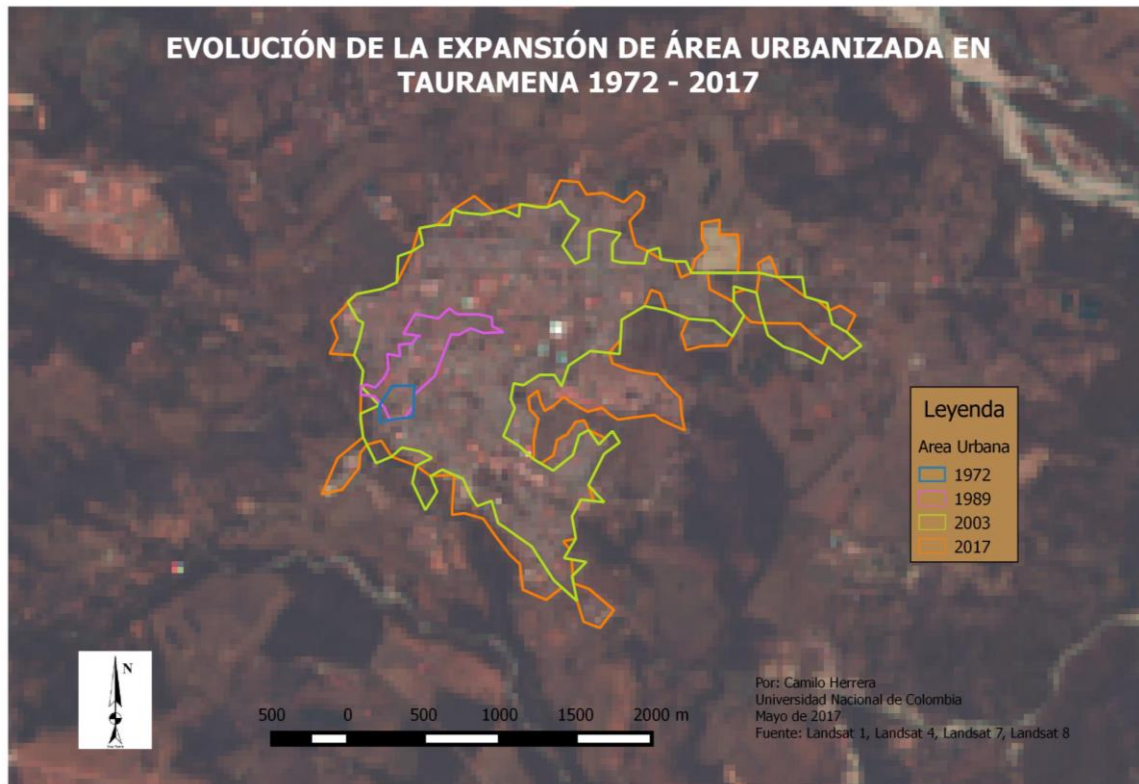 EVOLUCIÓN DE LA EXPANSIÓN DE ÁREA URBANIZADA EN
TAURAMENA 1972 - 2017
Leyenda
Area Urbana
1972
1989
2003
2017
N
500 0 500 1000 1500 2000 m
Por: Camilo Herrera
Universidad Nacional de Colombia
Mayo de 2017
Fuente: Landsat 1, Landsat 4, Landsat 7, Landsat 8